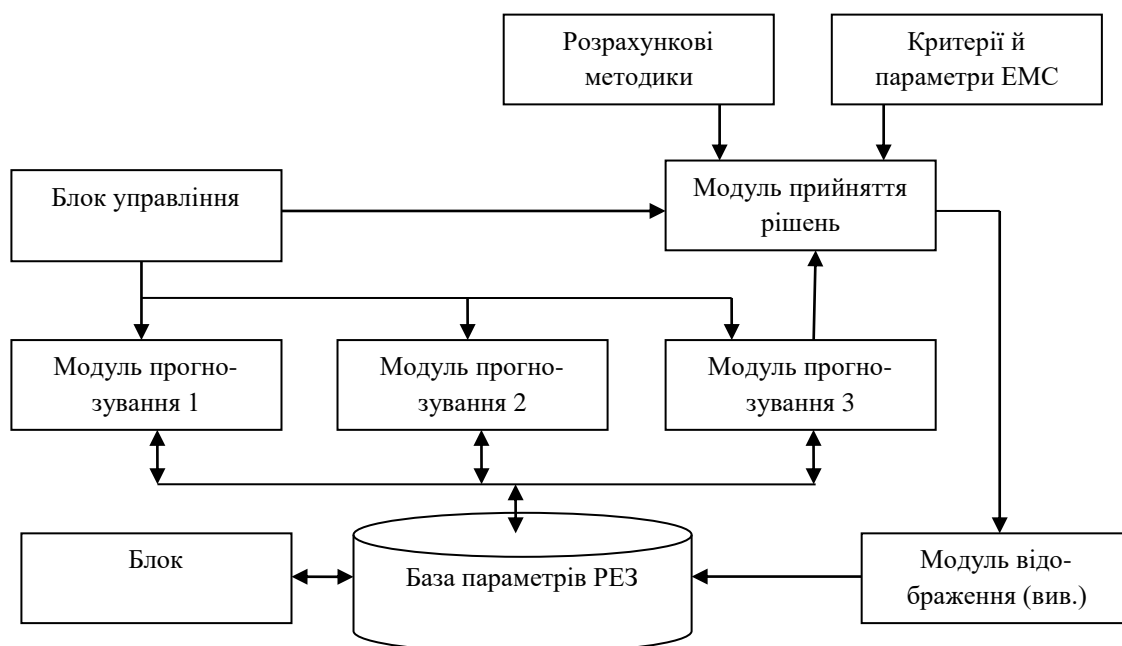 Розрахункові
методики
Критерії й
параметри ЕМС
Блок управління
Модуль прийняття
рішень
Модуль прогно-
зування 1
Модуль прогно-
зування 2
Модуль прогно-
зування 3
Блок
База параметрів РЕЗ
Модуль відо-
браження (вив.)